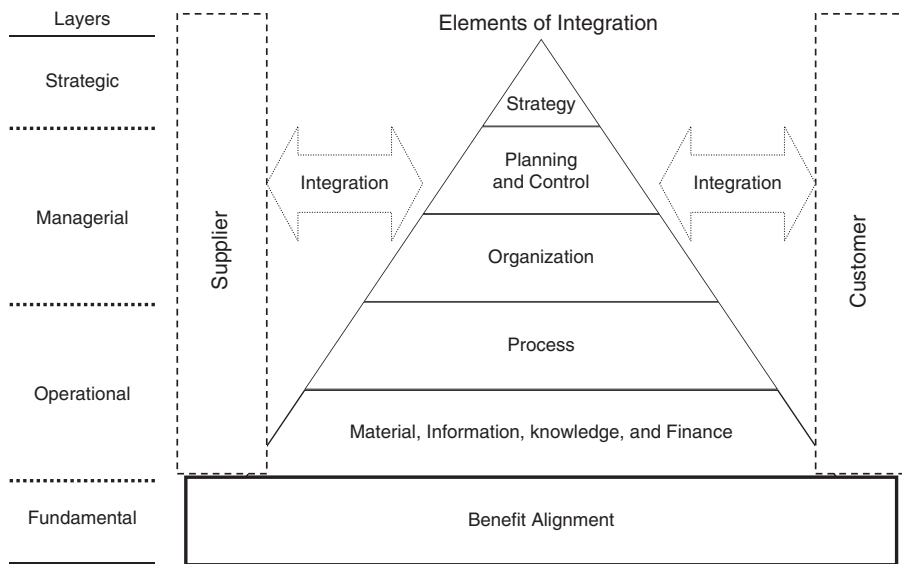 Layers
Elements of Integration
Strategic
Strategy
Planning
and Control
Integration
Integration
Managerial
Supplier
Customer
Organization
Process
Operational
Material, Information, knowledge, and Finance
Fundamental
Benefit Alignment